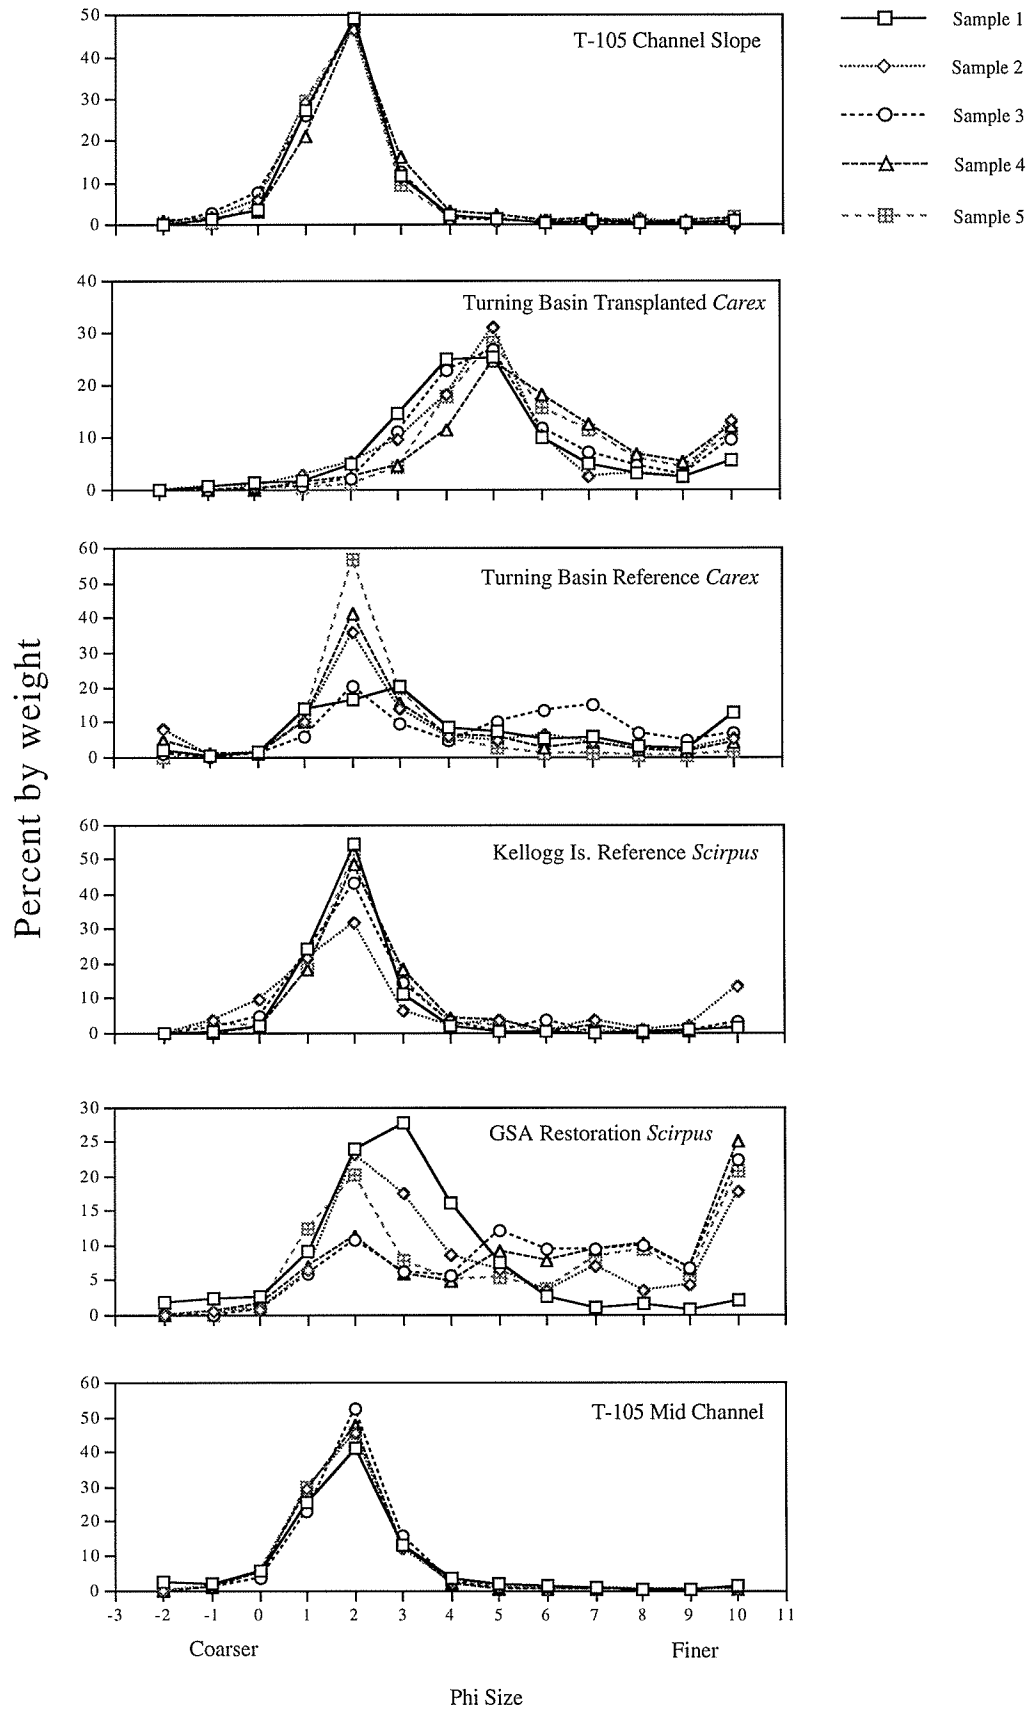 Sample 1
Sample 2
Sample 3
Sample 4
Sample 5
T-105 Channel Slope
50
40
30
20
10
0
Turning Basin Transplanted Carex
40
30
20
10
0
Turning Basin Reference Carex
60
50
40
30
20
10
0
Percent by weight
Kellogg Is. Reference Scirpus
60
50
40
30
20
10
0
GSA Restoration Scirpus
30
25
20
15
10
5
0
T-105 Mid Channel
60
50
40
30
20
10
0
-3 -2 -1 0 1 2 3 4 5 6 7 8 9 10 11
Coarser Finer
Phi Size